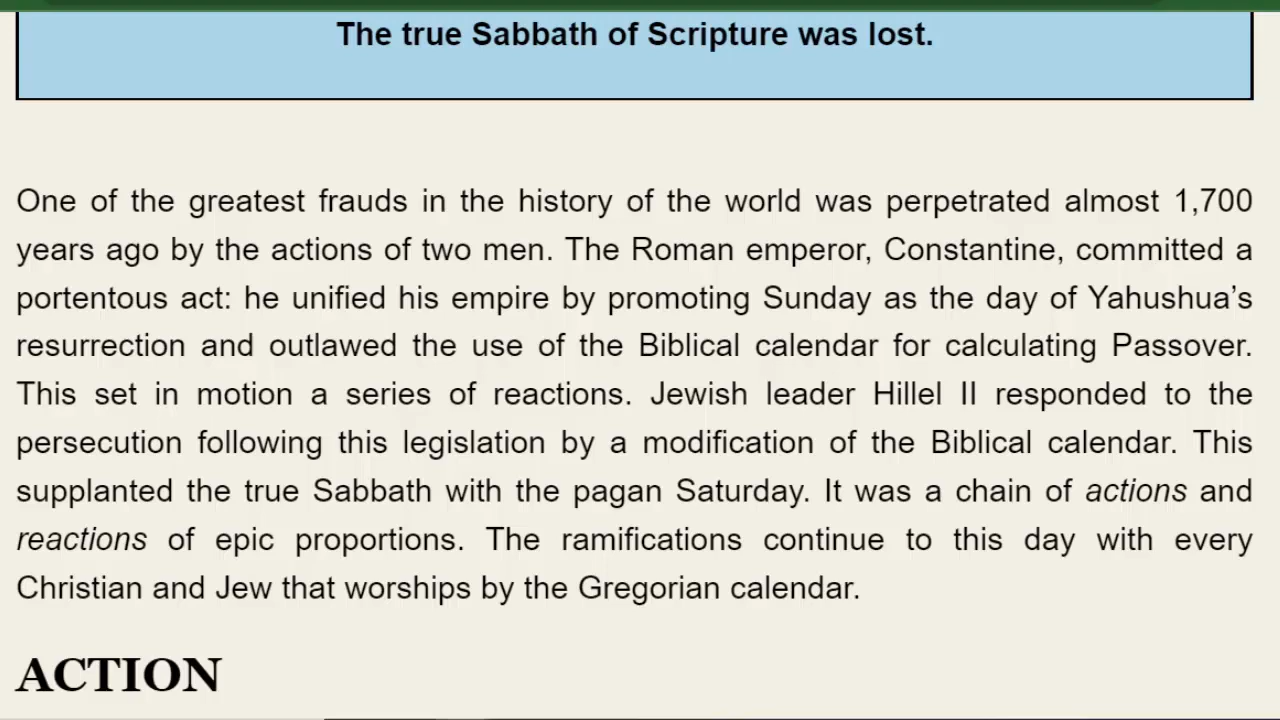 The true Sabbath of Scripture was lost.
One of the greatest frauds in the history of the world was perpetrated almost 1,700
years ago by the actions of two men. The Roman emperor, Constantine, committed a
portentous act: he unified his empire by promoting Sunday as the day of Yahushua’s
resurrection and outlawed the use of the Biblical calendar for calculating Passover.
This set in motion a series of reactions. Jewish leader Hillel II responded to the
persecution following this legislation by a modification of the Biblical calendar. This
supplanted the true Sabbath with the pagan Saturday. It was a chain of actions and
reactions of epic proportions. The ramifications continue to this day with every
Christian and Jew that worships by the Gregorian calendar.
ACTION